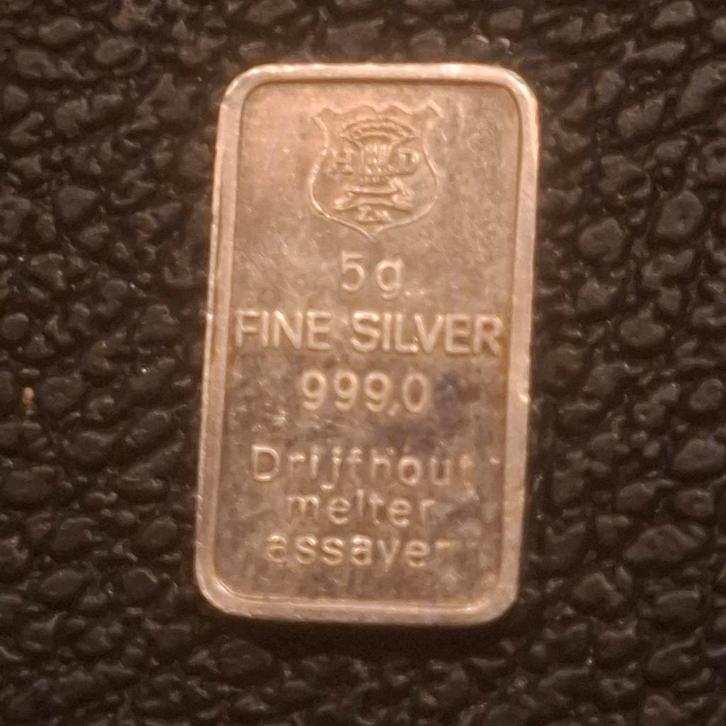 H D
5g
FINE SILVER
999,0
Drijfhout
melter
assayer